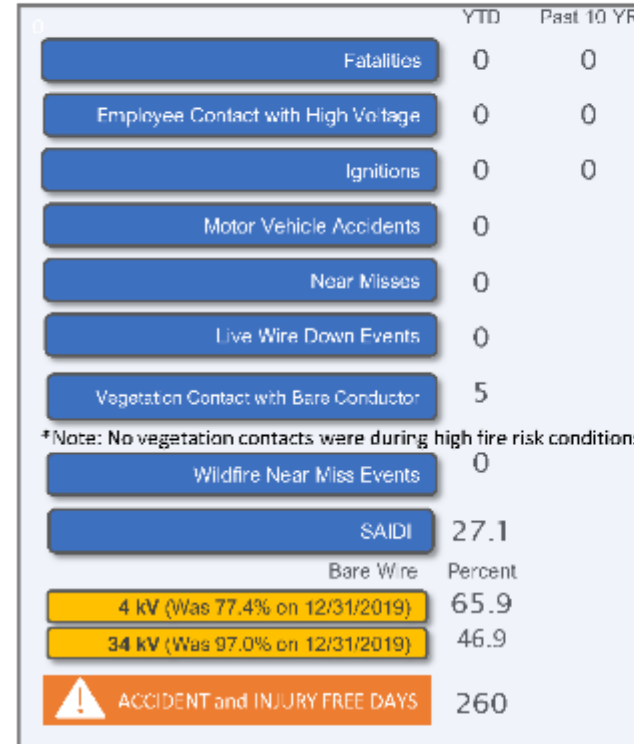 YTD Past 10 YR
0
Fatalities 0 0
Employee Contact with High Voltage 0 0
Ignitions 0 0
Motor Vehicle Accidents 0
Near Misses 0
Live Wire Down Events 0
Vegetation Contact with Bare Conductor 5
*Note: No vegetation contacts were during high fire risk conditions
Wildfire Near Miss Events 0
SAIDI 27.1
Bare Wire Percent
4 kV (Was 77.4% on 12/31/2019) 65.9
34 kV (Was 97.0% on 12/31/2019) 46.9
ACCIDENT and INJURY FREE DAYS 260